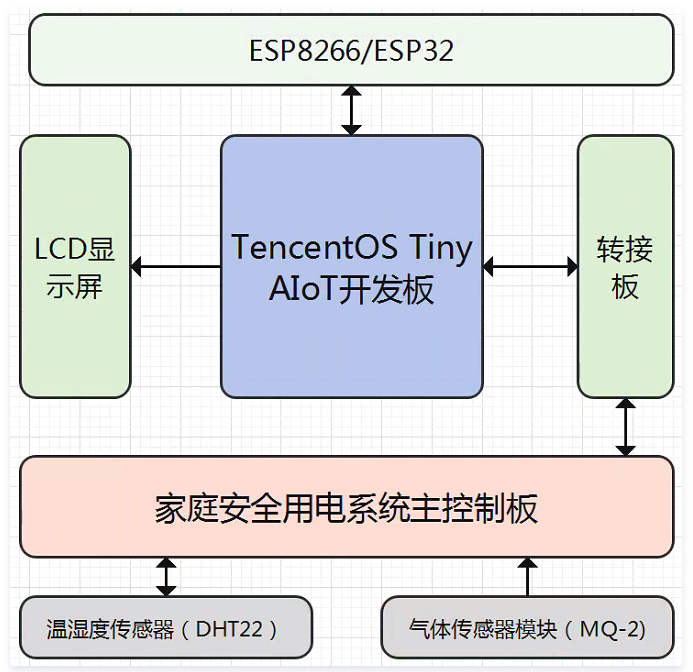 ESP8266/ESP32
LCD显
示屏
TencentOS Tiny
AIoT开发板
转接
板
家庭安全用电系统主控制板
温湿度传感器（DHT22 ）
气体传感器模块（MQ-2)